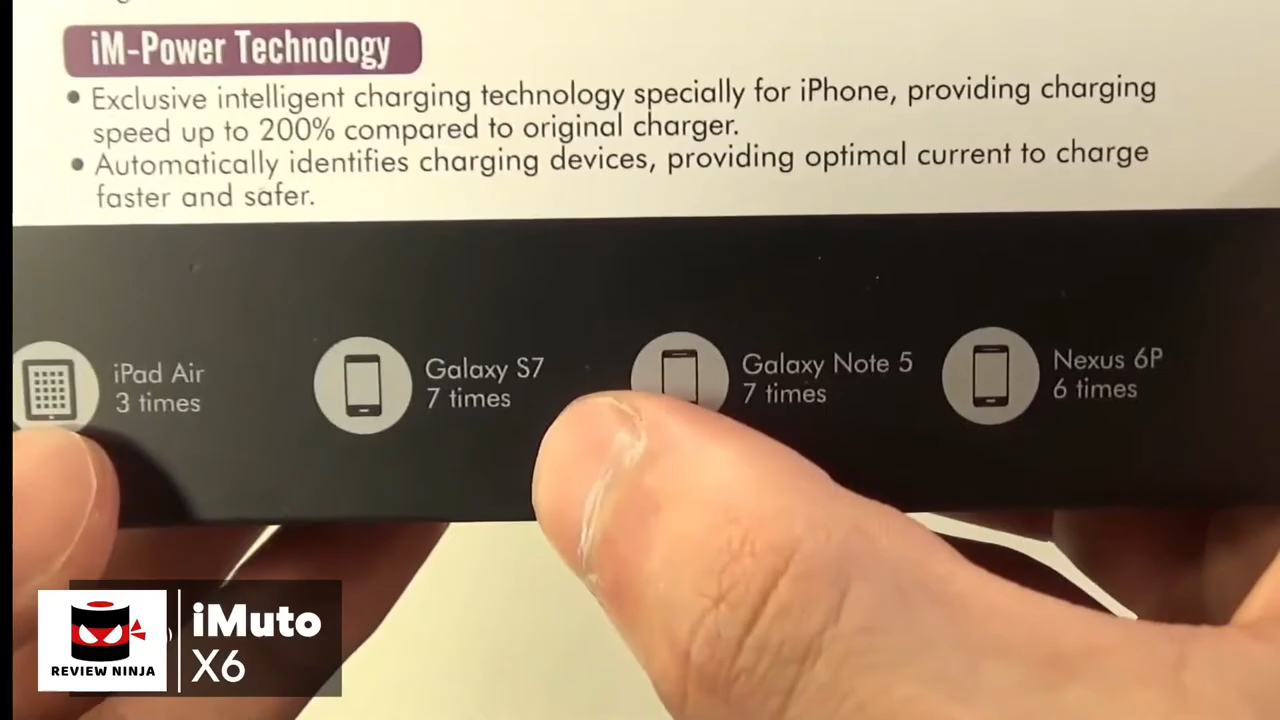 iM-Power Technology
• Exclusive intelligent charging technology specially for iPhone, providing charging
speed up to 200% compared to original charger.
• Automatically identifies charging devices, providing optimal current to charge
faster and safer.
iPad Air
3 times
Galaxy S7
7 times
Galaxy Note 5
7 times
Nexus 6P
6 times
REVIEW NINJA
iMuto
X6